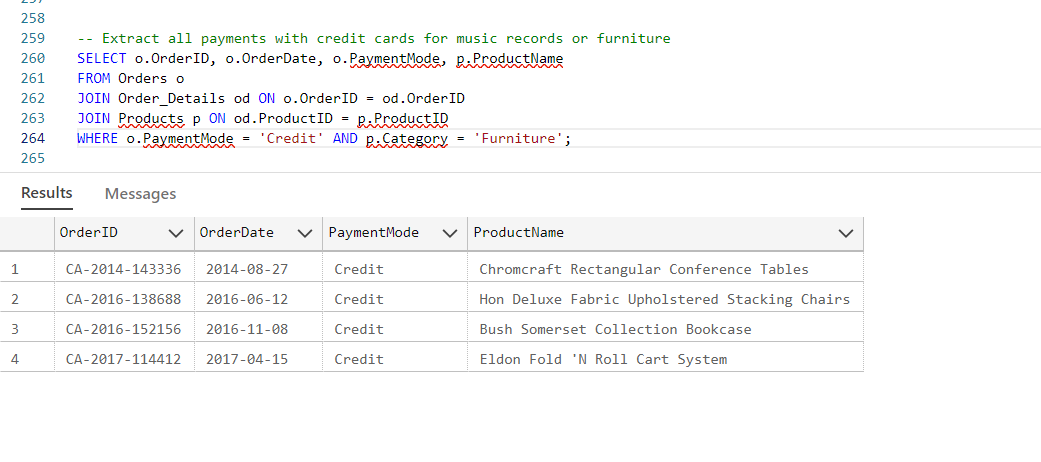 258
259 -- Extract all payments with credit cards for music records or furniture
260 SELECT o.OrderID, o.OrderDate, o.PaymentMode, p.ProductName
261 FROM Orders o
262 JOIN Order_Details od ON o.OrderID = od.OrderID
263 JOIN Products p ON od.ProductID = p.ProductID
264 WHERE o.PaymentMode = 'Credit' AND p.Category = 'Furniture';
265
Results Messages
OrderID OrderDate PaymentMode ProductName
1 CA-2014-143336 2014-08-27 Credit Chromcraft Rectangular Conference Tables
2 CA-2016-138688 2016-06-12 Credit Hon Deluxe Fabric Upholstered Stacking Chairs
3 CA-2016-152156 2016-11-08 Credit Bush Somerset Collection Bookcase
4 CA-2017-114412 2017-04-15 Credit Eldon Fold 'N Roll Cart System